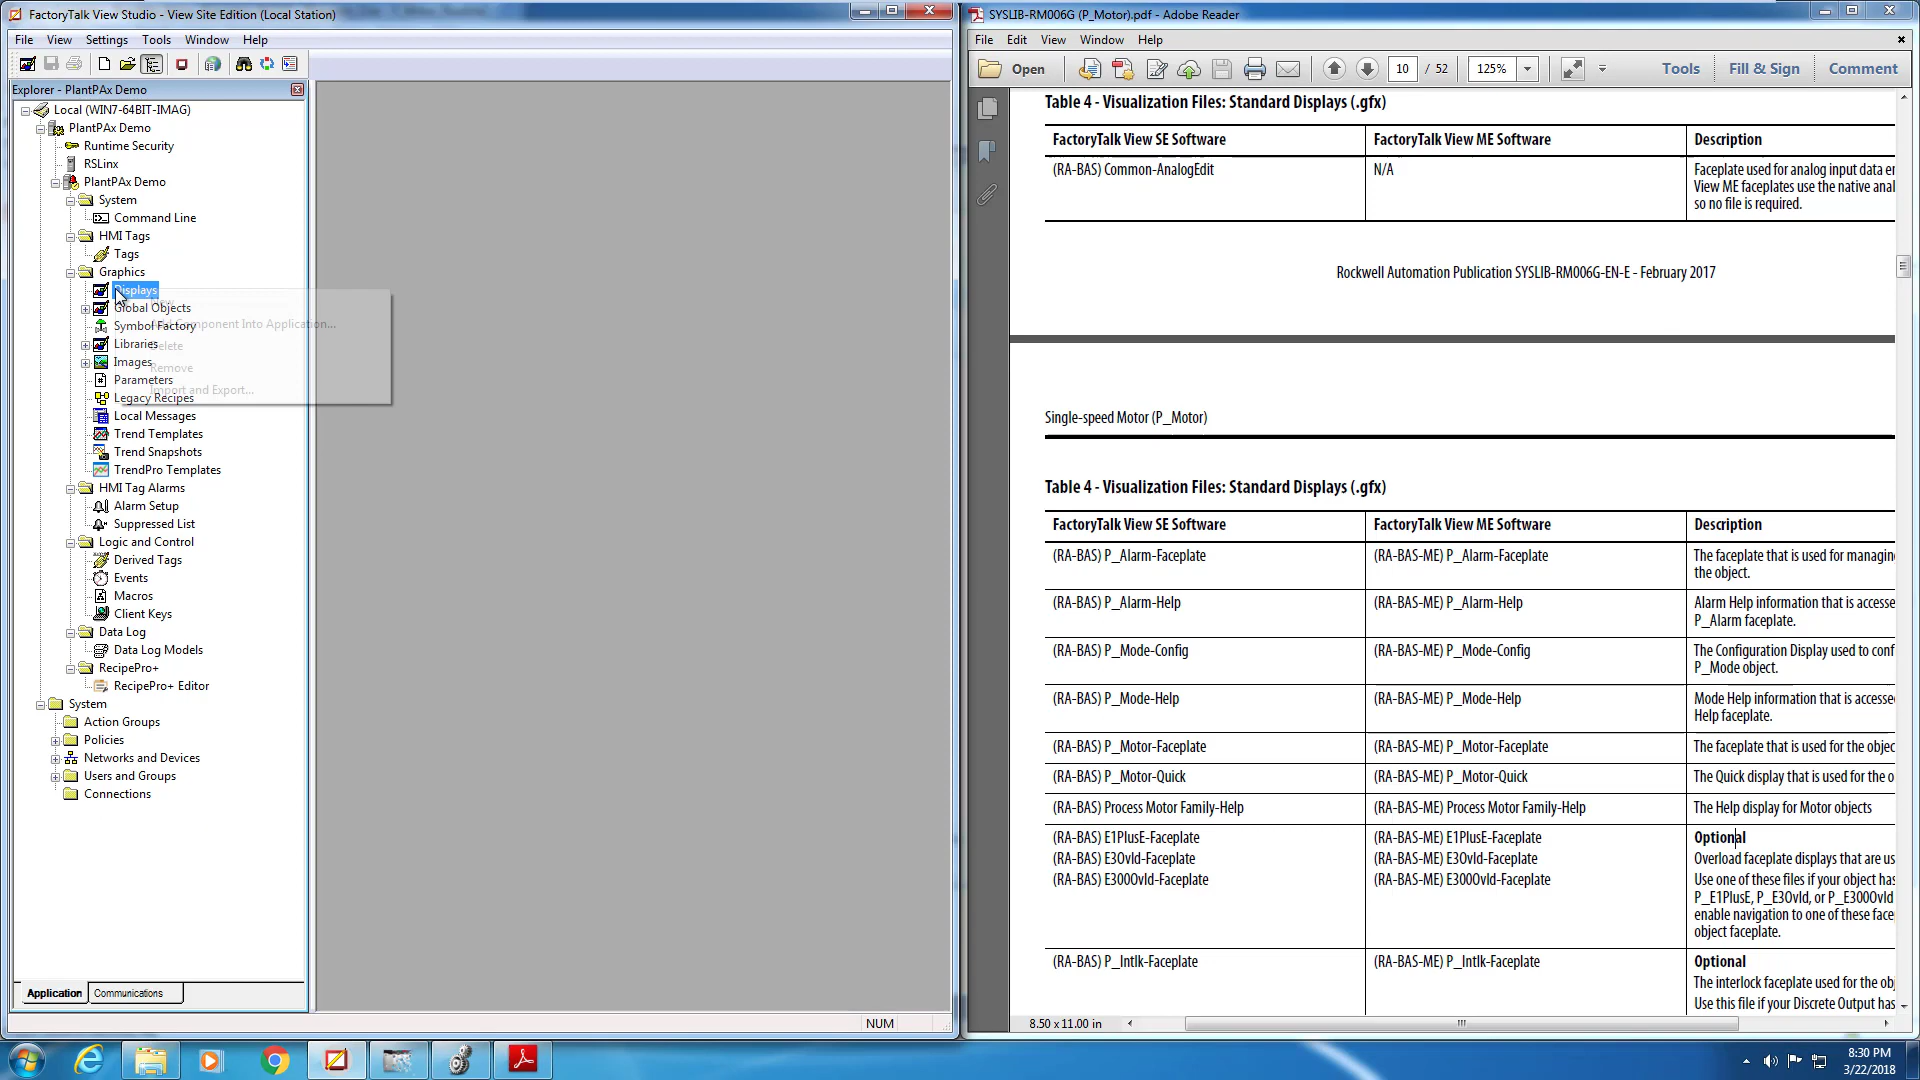 FactoryTalk View Studio - View Site Edition (Local Station)
File View Settings Tools Window Help
Explorer - PlantPAx Demo
Local (WIN7-64BIT-IMAG)
PlantPAx Demo
Runtime Security
RSLinx
PlantPAx Demo
System
Command Line
HMI Tags
Tags
Graphics
Displays
Global Objects
Symbol Factory
Add Component Into Application...
Libraries
Delete
Images
Remove
Parameters
Import and Export...
Legacy Recipes
Local Messages
Trend Templates
Trend Snapshots
TrendPro Templates
HMI Tag Alarms
Alarm Setup
Suppressed List
Logic and Control
Derived Tags
Events
Macros
Client Keys
Data Log
Data Log Models
RecipePro+
RecipePro+ Editor
System
Action Groups
Policies
Networks and Devices
Users and Groups
Connections
Application Communications
NUM
SYSLIB-RM006G (P_Motor).pdf - Adobe Reader
File Edit View Window Help
Open 10 / 52 125% Tools Fill & Sign Comment
Table 4 - Visualization Files: Standard Displays (.gfx)
FactoryTalk View SE Software FactoryTalk View ME Software Description
(RA-BAS) Common-AnalogEdit N/A Faceplate used for analog input data en
View ME faceplates use the native anal
so no file is required.
Rockwell Automation Publication SYSLIB-RM006G-EN-E - February 2017
Single-speed Motor (P_Motor)
Table 4 - Visualization Files: Standard Displays (.gfx)
FactoryTalk View SE Software FactoryTalk View ME Software Description
(RA-BAS) P_Alarm-Faceplate (RA-BAS-ME) P_Alarm-Faceplate The faceplate that is used for managin
the object.
(RA-BAS) P_Alarm-Help (RA-BAS-ME) P_Alarm-Help Alarm Help information that is accesse
P_Alarm faceplate.
(RA-BAS) P_Mode-Config (RA-BAS-ME) P_Mode-Config The Configuration Display used to conf
P_Mode object.
(RA-BAS) P_Mode-Help (RA-BAS-ME) P_Mode-Help Mode Help information that is accesse
Help faceplate.
(RA-BAS) P_Motor-Faceplate (RA-BAS-ME) P_Motor-Faceplate The faceplate that is used for the objec
(RA-BAS) P_Motor-Quick (RA-BAS-ME) P_Motor-Quick The Quick display that is used for the o
(RA-BAS) Process Motor Family-Help (RA-BAS-ME) Process Motor Family-Help The Help display for Motor objects
(RA-BAS) E1PlusE-Faceplate (RA-BAS-ME) E1PlusE-Faceplate Optional
(RA-BAS) E3Ovld-Faceplate (RA-BAS-ME) E3Ovld-Faceplate Overload faceplate displays that are us
(RA-BAS) E300Ovld-Faceplate (RA-BAS-ME) E300Ovld-Faceplate Use one of these files if your object has
P_E1PlusE, P_E3Ovld, or P_E300Ovld
enable navigation to one of these face
object faceplate.
(RA-BAS) P_Intlk-Faceplate (RA-BAS-ME) P_Intlk-Faceplate Optional
The interlock faceplate used for the obj
Use this file if your Discrete Output has
8.50 x 11.00 in
8:30 PM
3/22/2018